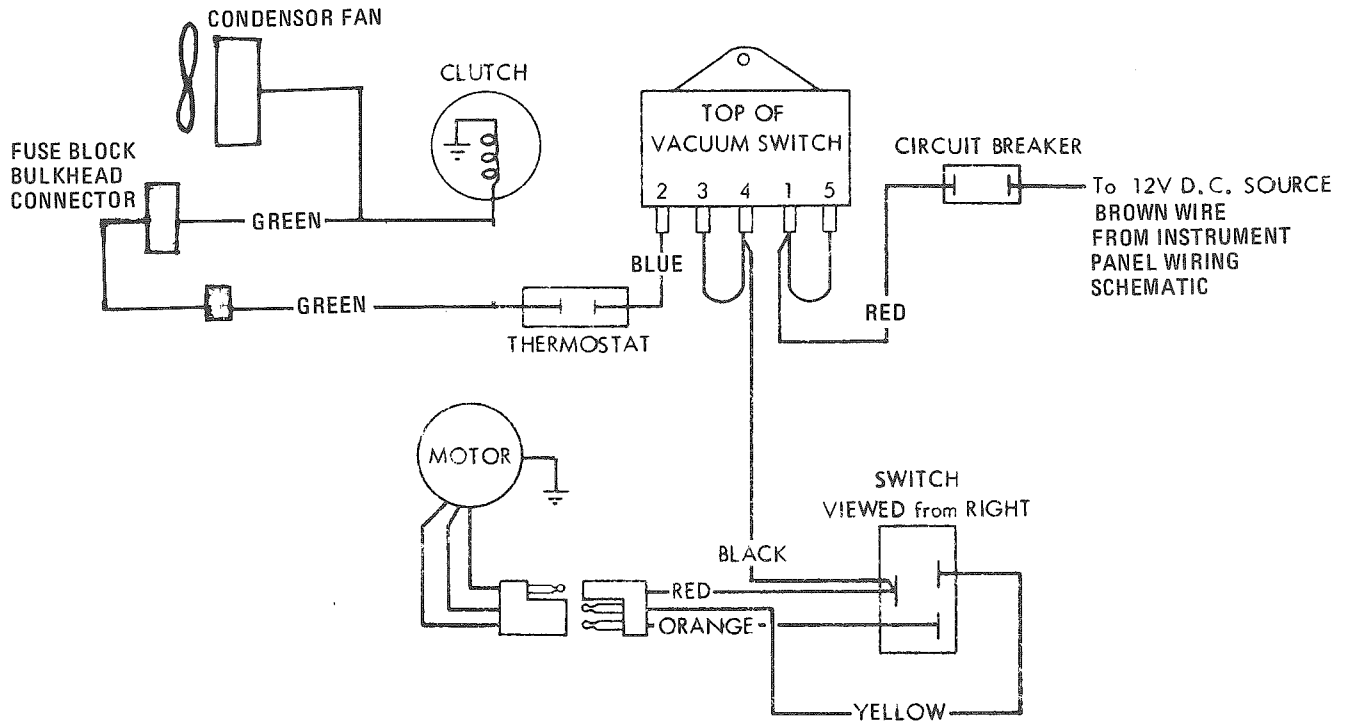 CONDENSOR FAN
CLUTCH
TOP OF
VACUUM SWITCH
2 3 4 1 5
CIRCUIT BREAKER
To 12V D.C. SOURCE
BROWN WIRE
FROM INSTRUMENT
PANEL WIRING
SCHEMATIC
FUSE BLOCK
BULKHEAD
CONNECTOR
GREEN
BLUE
GREEN
THERMOSTAT
RED
MOTOR
SWITCH
VIEWED from RIGHT
BLACK
RED
ORANGE
YELLOW